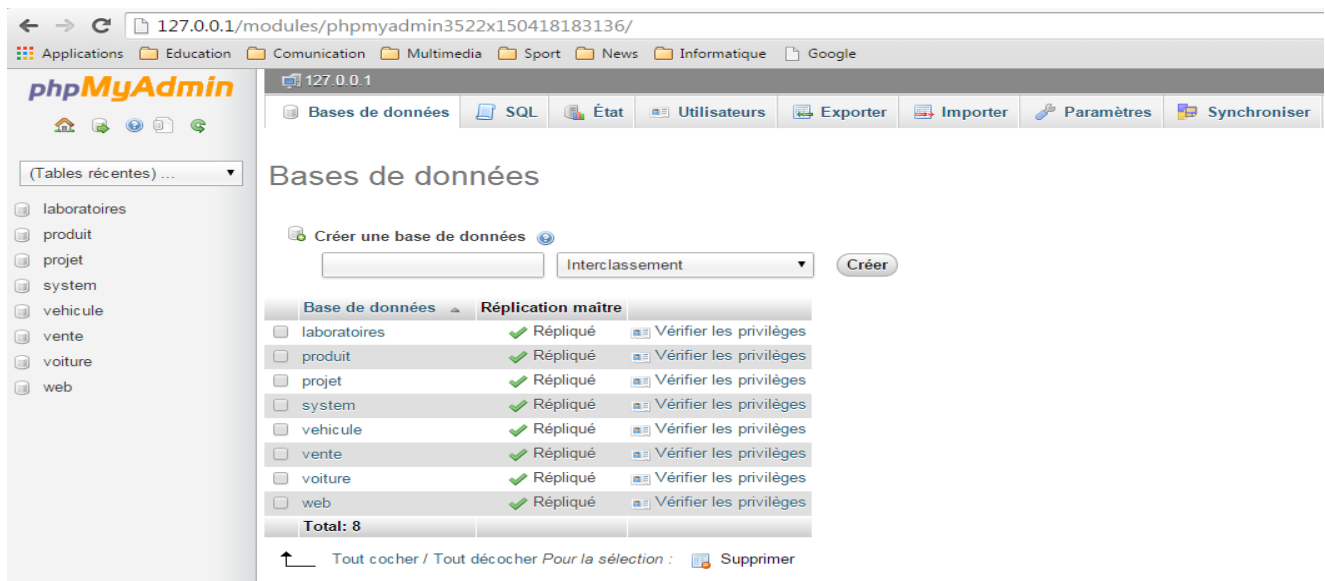 127.0.0.1/modules/phpmyadmin3522x150418183136/
Applications Education Comunication Multimedia Sport News Informatique Google
phpMyAdmin
(Tables récentes) ...
laboratoires
produit
projet
system
vehicule
vente
voiture
web
127.0.0.1
Bases de données SQL État Utilisateurs Exporter Importer Paramètres Synchroniser
Bases de données
Créer une base de données
Interclassement Créer
Base de données Réplication maître
laboratoires Répliqué Vérifier les privilèges
produit Répliqué Vérifier les privilèges
projet Répliqué Vérifier les privilèges
system Répliqué Vérifier les privilèges
vehicule Répliqué Vérifier les privilèges
vente Répliqué Vérifier les privilèges
voiture Répliqué Vérifier les privilèges
web Répliqué Vérifier les privilèges
Total: 8
Tout cocher / Tout décocher Pour la sélection : Supprimer